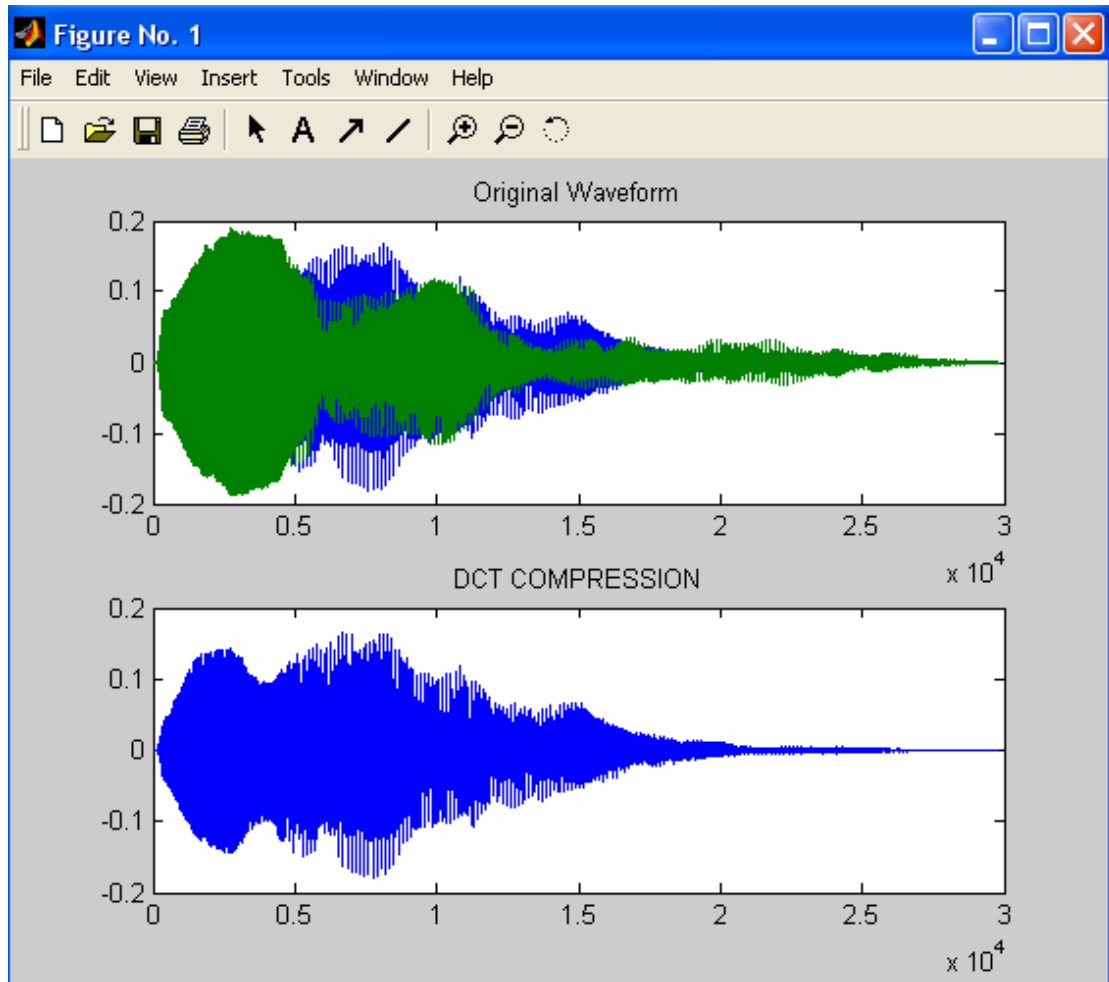 Figure No. 1
File Edit View Insert Tools Window Help
A
Original Waveform
0.2
0.1
0
-0.1
-0.2
0 0.5 1 1.5 2 2.5 3
x 10^4
DCT COMPRESSION
0.2
0.1
0
-0.1
-0.2
0 0.5 1 1.5 2 2.5 3
x 10^4